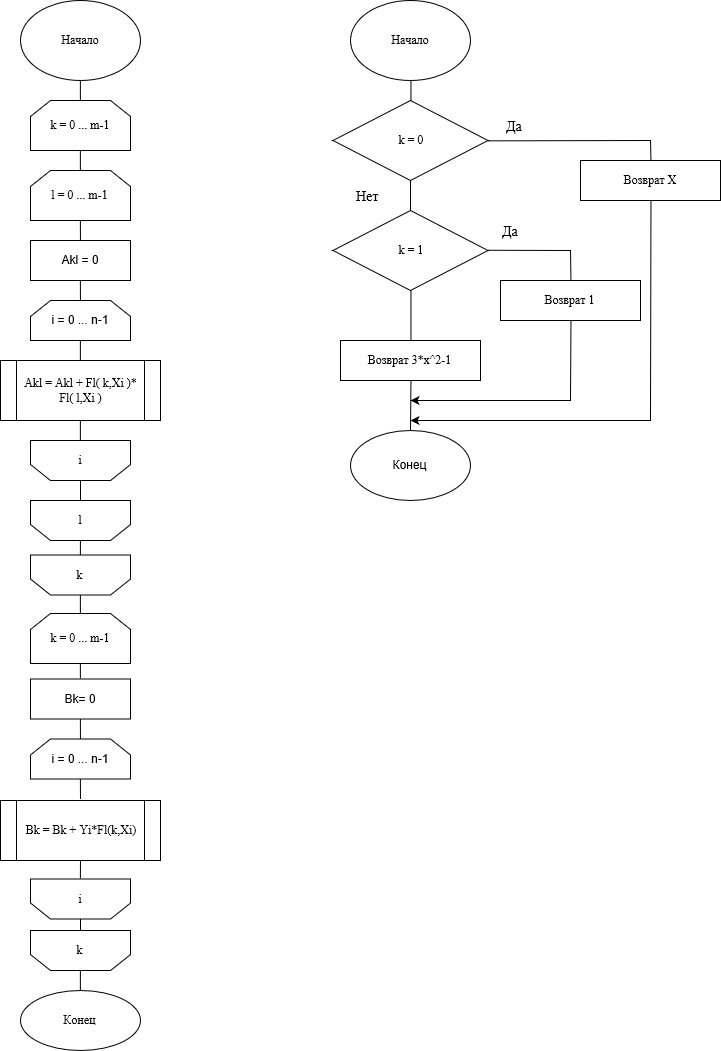 Начало
k = 0 ... m-1
l = 0 ... m-1
Akl = 0
i = 0 ... n-1
Akl = Akl + Fl( k,Xi )*
Fl( l,Xi )
i
l
k
k = 0 ... m-1
Bk= 0
i = 0 ... n-1
Bk = Bk + Yi*Fl(k,Xi)
i
k
Конец
Начало
k = 0
Да
Возврат X
Нет
k = 1
Да
Возврат 1
Возврат 3*x^2-1
Конец